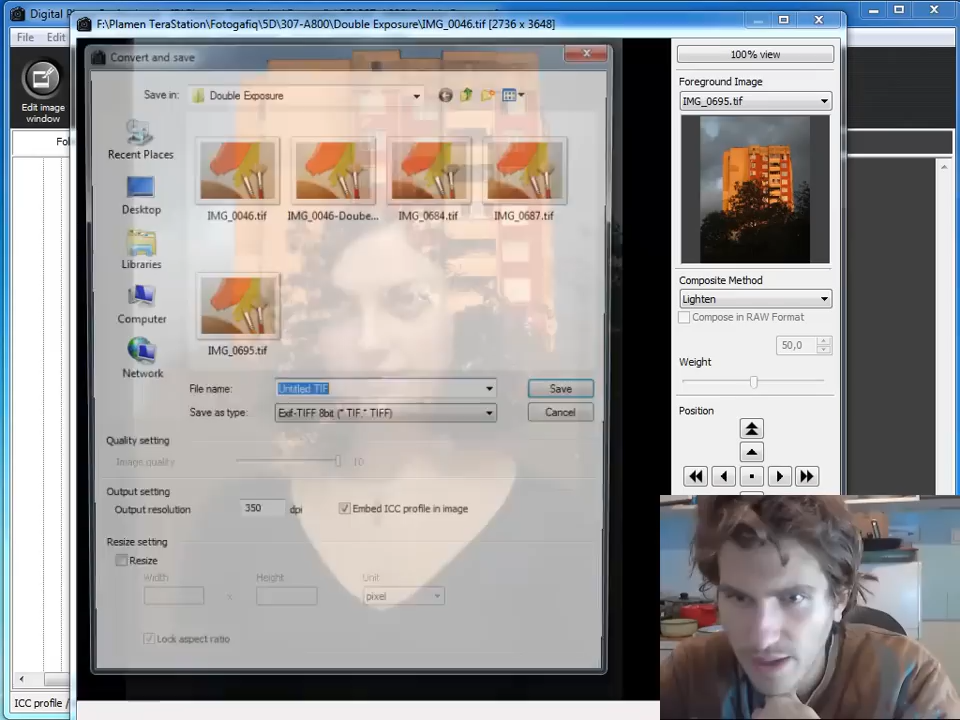 Digital
F:\Plamen TeraStation\Fotogafiq\5D\307-A800\Double Exposure\IMG_0046.tif [2736 x 3648]
File Edit
Edit image
window
Convert and save
Save in:
Double Exposure
Recent Places
Desktop
Libraries
Computer
Network
IMG_0046.tif
IMG_0046-Doube...
IMG_0684.tif
IMG_0687.tif
IMG_0695.tif
File name:
Untitled TIF
Save
Save as type:
Exif-TIFF 8bit (*.TIF,*.TIFF)
Cancel
Quality setting
Image quality
10
Output setting
Output resolution
350
dpi
Embed ICC profile in image
Resize setting
Resize
Width
Height
Unit
x
pixel
Lock aspect ratio
100% view
Foreground Image
IMG_0695.tif
Composite Method
Lighten
Compose in RAW Format
50,0
Weight
Position
ICC profile /